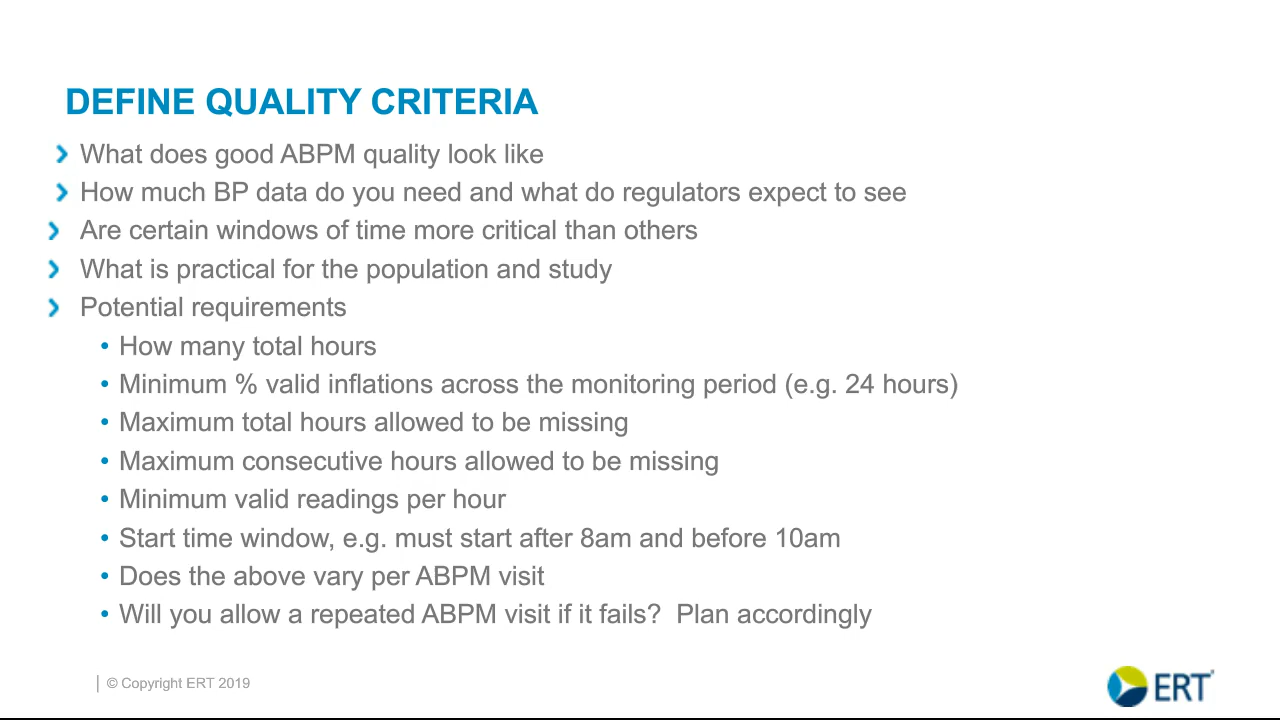 DEFINE QUALITY CRITERIA
What does good ABPM quality look like
How much BP data do you need and what do regulators expect to see
Are certain windows of time more critical than others
What is practical for the population and study
Potential requirements
• How many total hours
• Minimum % valid inflations across the monitoring period (e.g. 24 hours)
• Maximum total hours allowed to be missing
• Maximum consecutive hours allowed to be missing
• Minimum valid readings per hour
• Start time window, e.g. must start after 8am and before 10am
• Does the above vary per ABPM visit
• Will you allow a repeated ABPM visit if it fails?  Plan accordingly
© Copyright ERT 2019
ERT